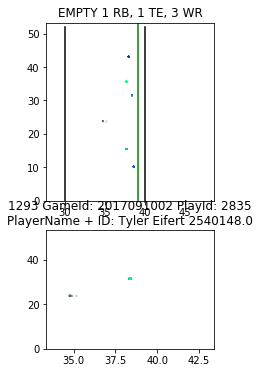 EMPTY 1 RB, 1 TE, 3 WR
50
40
30
20
10
0
30 35 40 45
1293 GameId: 2017091002 PlayId: 2835
PlayerName + ID: Tyler Eifert 2540148.0
40
20
0
35.0 37.5 40.0 42.5